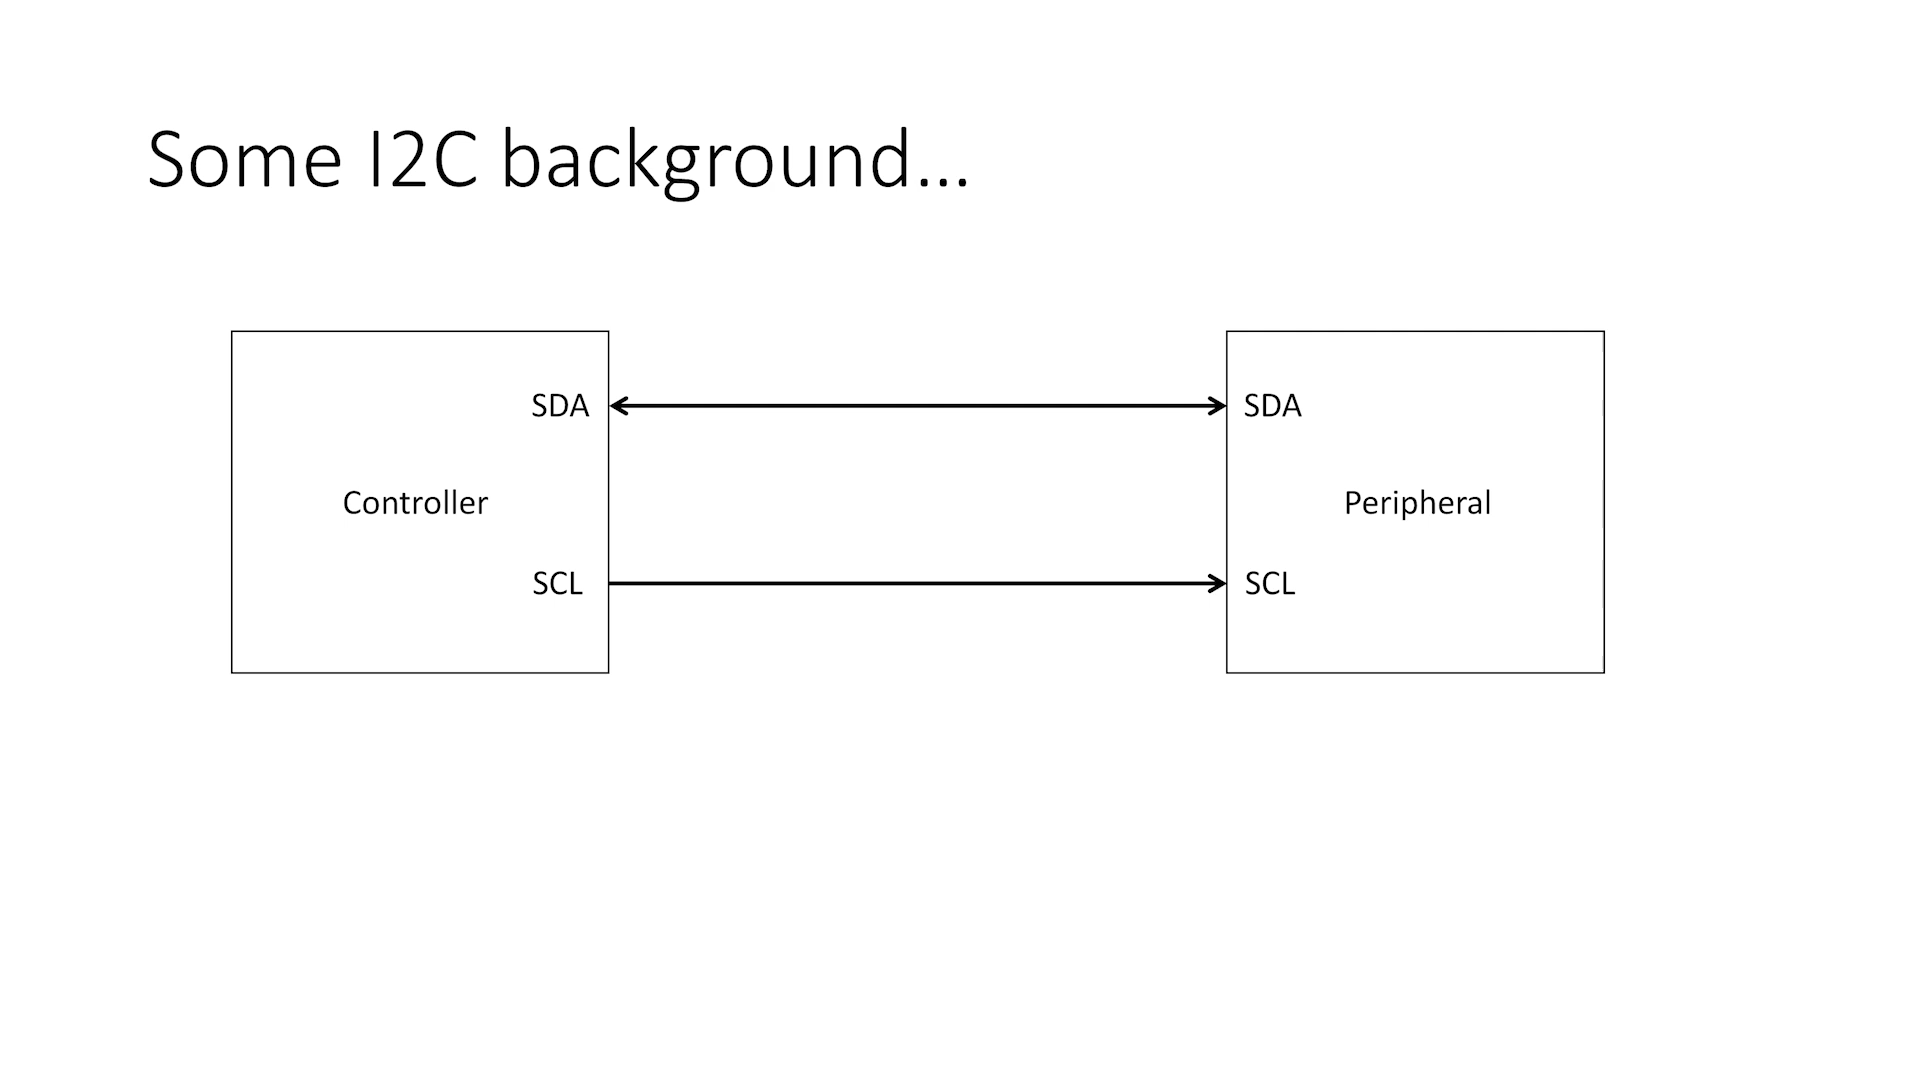 Some I2C background...
SDA
SDA
Controller
Peripheral
SCL
SCL